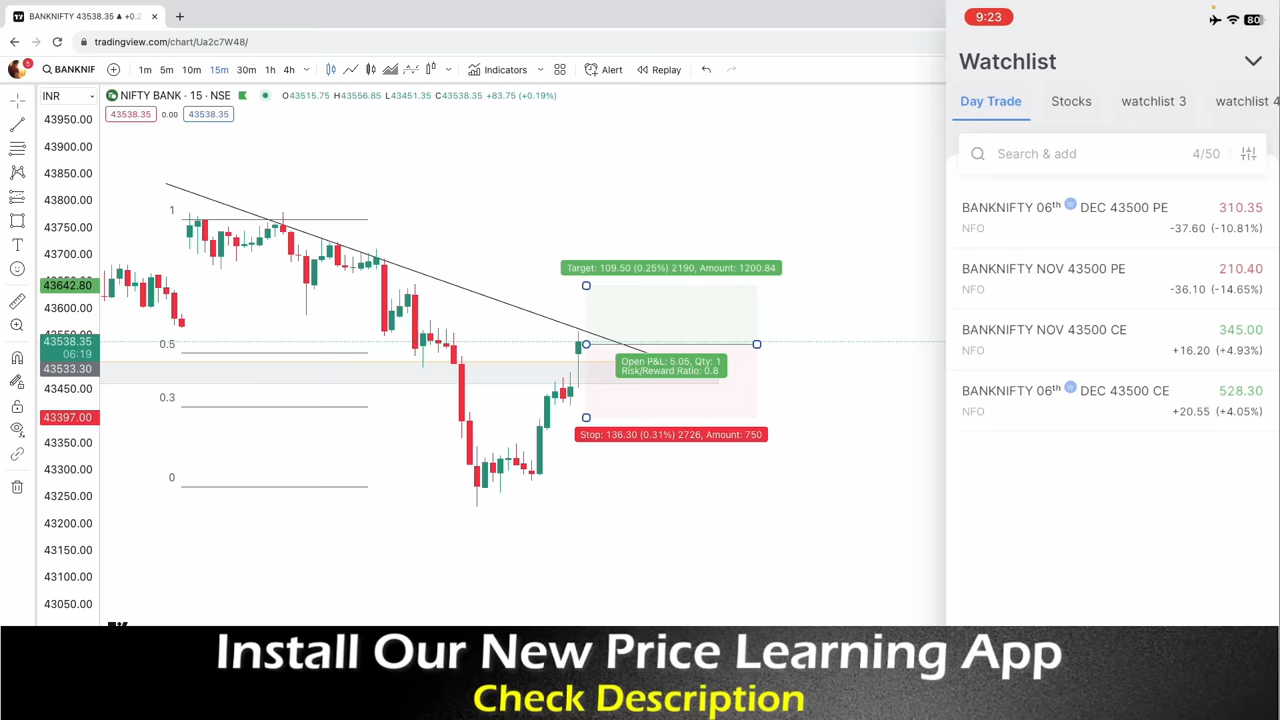 BANKNIFTY 43538.35 ▲ +0.2
tradingview.com/chart/Ua2c7W48/
5
BANKNIF
1m 5m 10m 15m 30m 1h 4h
Indicators
Alert
Replay
INR
NIFTY BANK · 15 · NSE
O43515.75 H43556.85 L43451.35 C43538.35 +83.75 (+0.19%)
43538.35 0.00 43538.35
43950.00
43900.00
43850.00
43800.00
43750.00
43700.00
43642.80
43600.00
43538.35
06:19
43533.30
43450.00
43397.00
43350.00
43300.00
43250.00
43200.00
43150.00
43100.00
43050.00
1
0.5
0.3
0
Target: 109.50 (0.25%) 2190, Amount: 1200.84
Open P&L: 5.05, Qty: 1
Risk/Reward Ratio: 0.8
Stop: 136.30 (0.31%) 2726, Amount: 750
9:23
80
Watchlist
Day Trade Stocks watchlist 3 watchlist 4
Search & add 4/50
BANKNIFTY 06th W DEC 43500 PE 310.35
NFO -37.60 (-10.81%)
BANKNIFTY NOV 43500 PE 210.40
NFO -36.10 (-14.65%)
BANKNIFTY NOV 43500 CE 345.00
NFO +16.20 (+4.93%)
BANKNIFTY 06th W DEC 43500 CE 528.30
NFO +20.55 (+4.05%)
Install Our New Price Learning App
Check Description